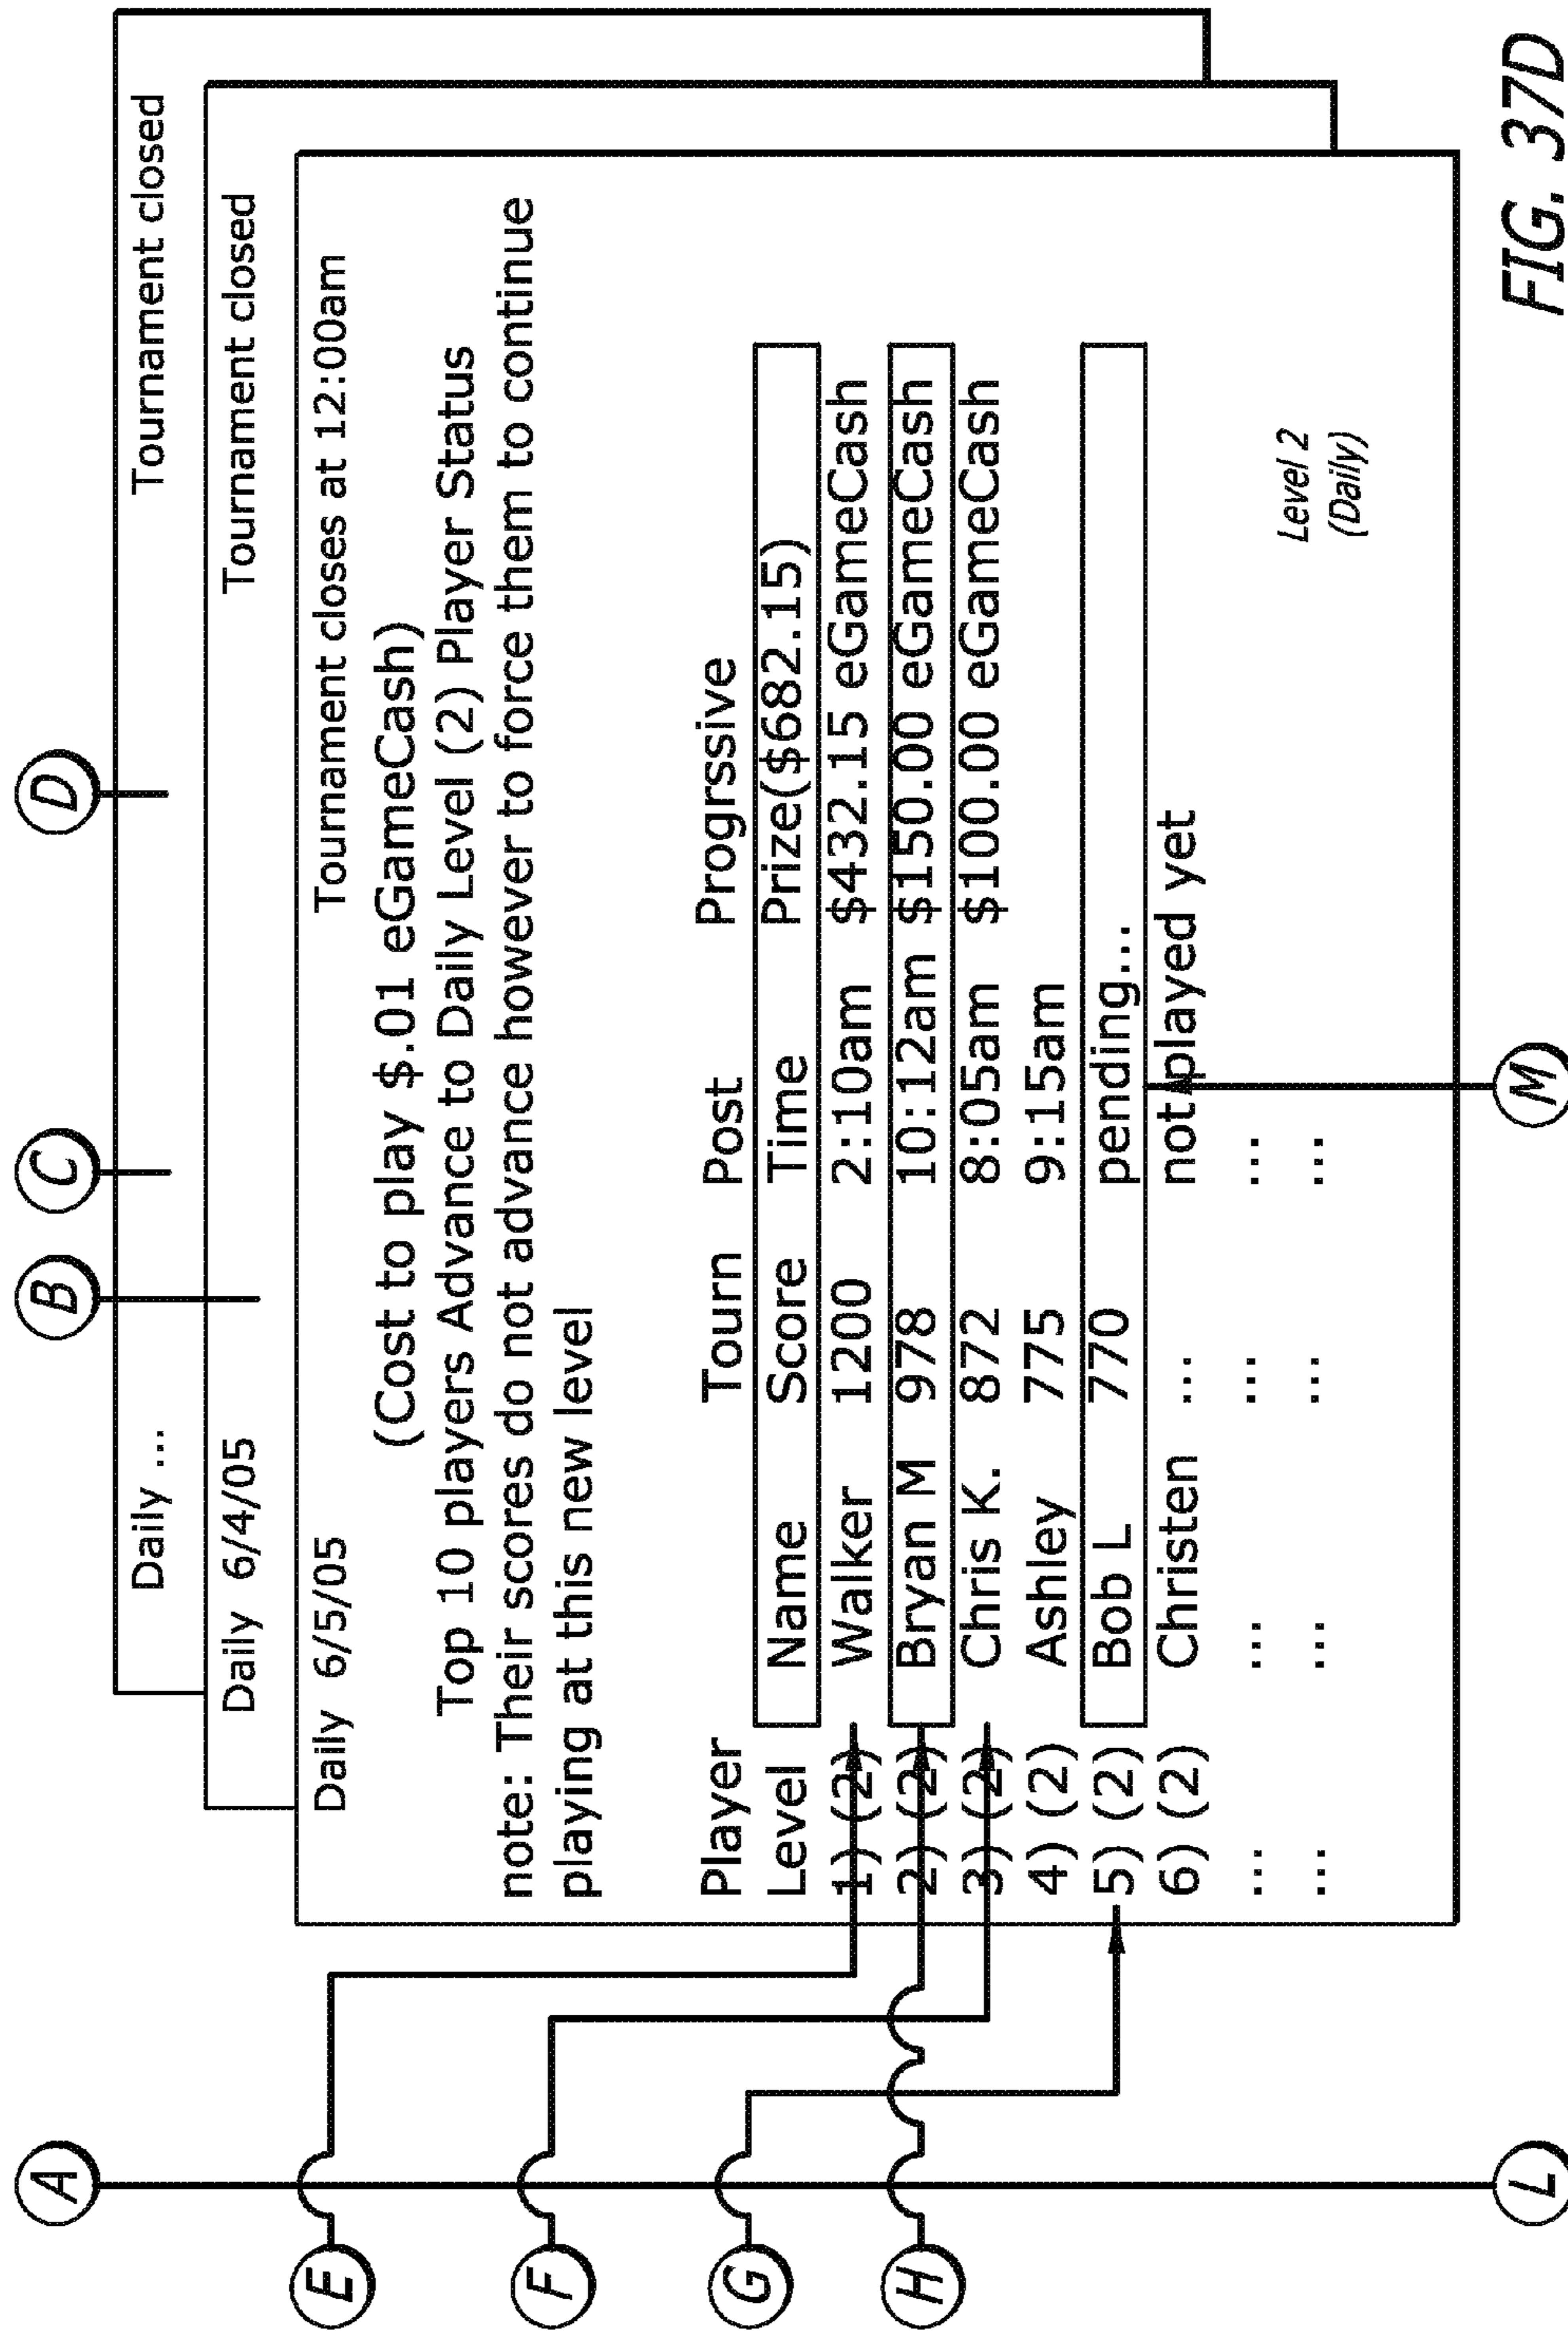 A
B
C
D
Daily ... Tournament closed
Daily 6/4/05 Tournament closed
Daily 6/5/05 Tournament closes at 12:00am
(Cost to play $.01 eGameCash)
Top 10 players Advance to Daily Level (2) Player Status
note: Their scores do not advance however to force them to continue
playing at this new level
E
F
G
H
Player Tourn Post Progrssive
Level Name Score Time Prize($682.15)
1) (2) Walker 1200 2:10am $432.15 eGameCash
2) (2) Bryan M 978 10:12am $150.00 eGameCash
3) (2) Chris K. 872 8:05am $100.00 eGameCash
4) (2) Ashley 775 9:15am
5) (2) Bob L 770 pending...
6) (2) Christen ... not played yet
... ... ... ...
... ... ... ...
Level 2
(Daily)
L
M
FIG. 37D